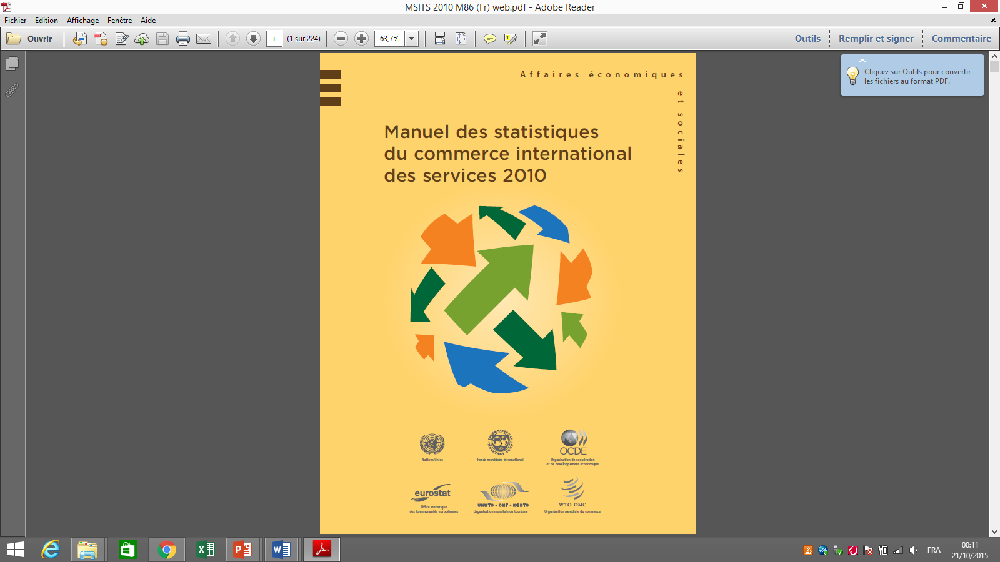 MSITS 2010 M86 (Fr) web.pdf - Adobe Reader
Fichier Edition Affichage Fenêtre Aide
Ouvrir
i
(1 sur 224)
63,7%
Outils
Remplir et signer
Commentaire
Cliquez sur Outils pour convertir
les fichiers au format PDF.
Affaires économiques
et sociales
Manuel des statistiques
du commerce international
des services 2010
Nations Unies
INTERNATIONAL MONETARY FUND
Fonds monétaire international
OCDE
Organisation de coopération
et de développement économique
eurostat
Office statistique
des Communautés européennes
UNWTO • OMT • ЮНВТО
Organisation mondiale du tourisme
WTO OMC
Organisation mondiale du commerce
FRA
00:11
21/10/2015